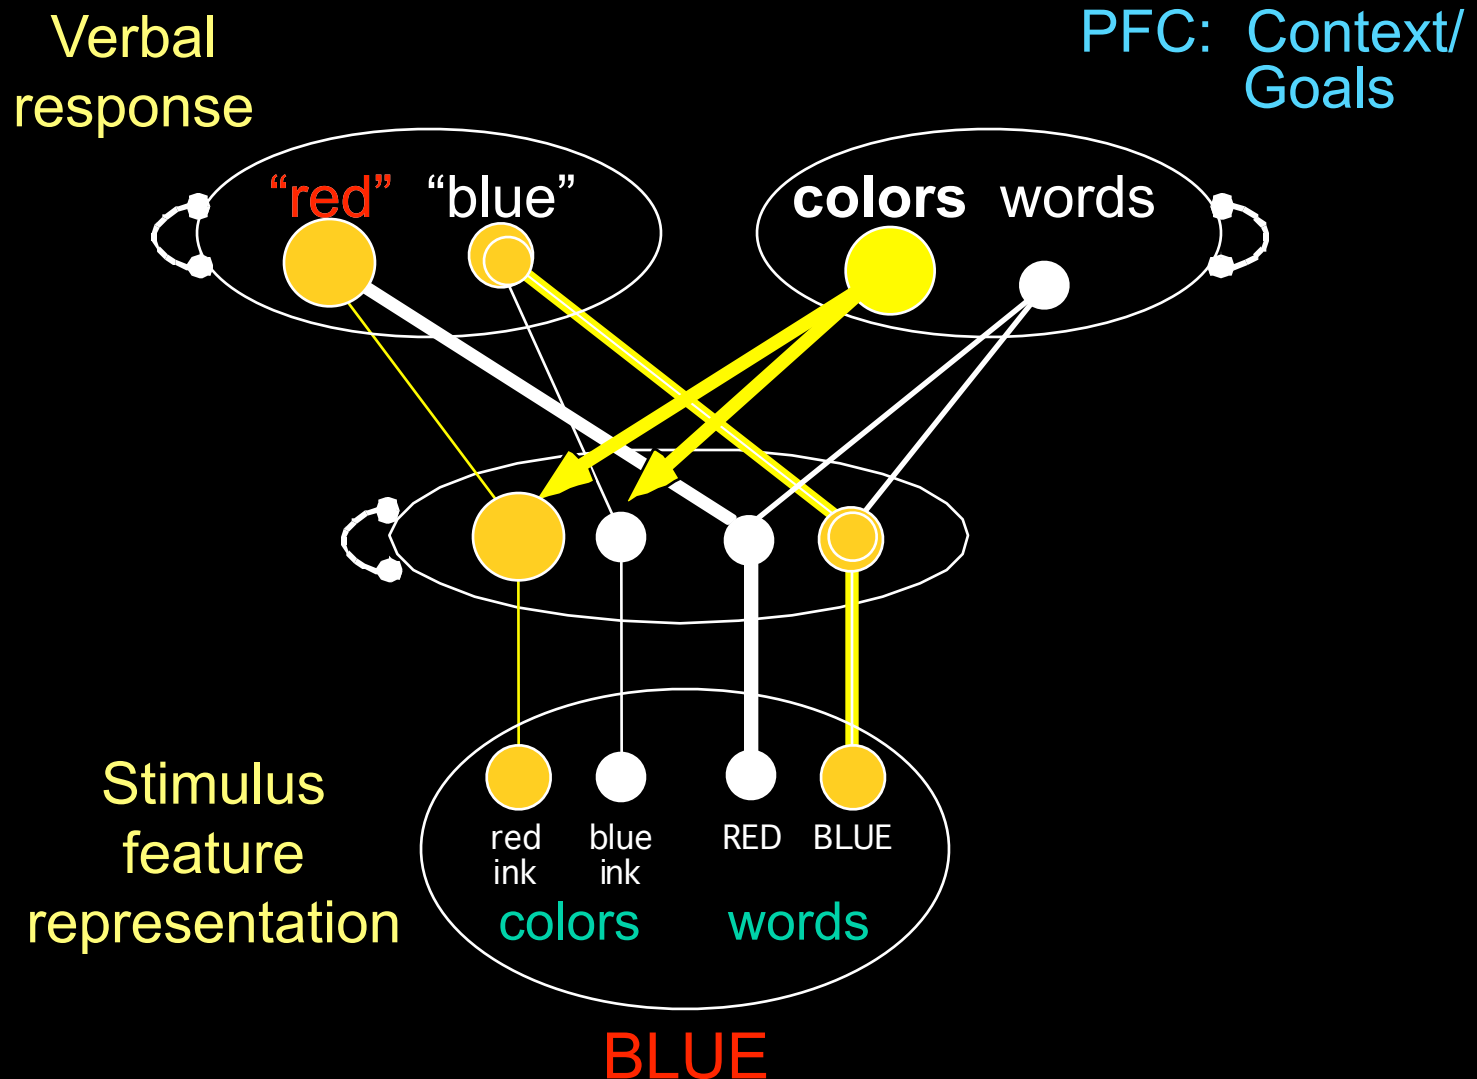 Verbal
response
PFC: Context/
Goals
“red” “blue”
colors words
Stimulus
feature
representation
red
ink
blue
ink
RED
BLUE
colors
words
BLUE